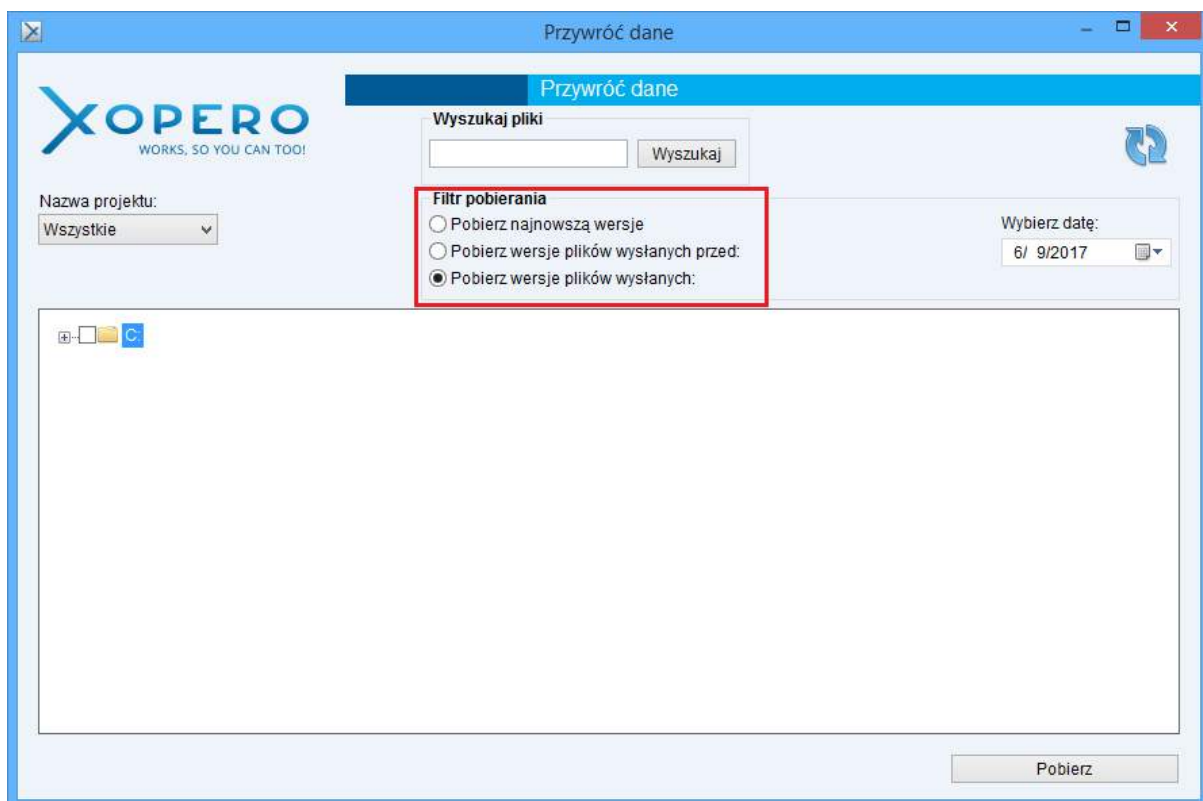 Przywróć dane
Przywróć dane
XOPERO
WORKS, SO YOU CAN TOO!
Wyszukaj pliki
Wyszukaj
Nazwa projektu:
Wszystkie
Filtr pobierania
Pobierz najnowszą wersje
Pobierz wersje plików wysłanych przed:
Pobierz wersje plików wysłanych:
Wybierz datę:
6/ 9/2017
C:
Pobierz